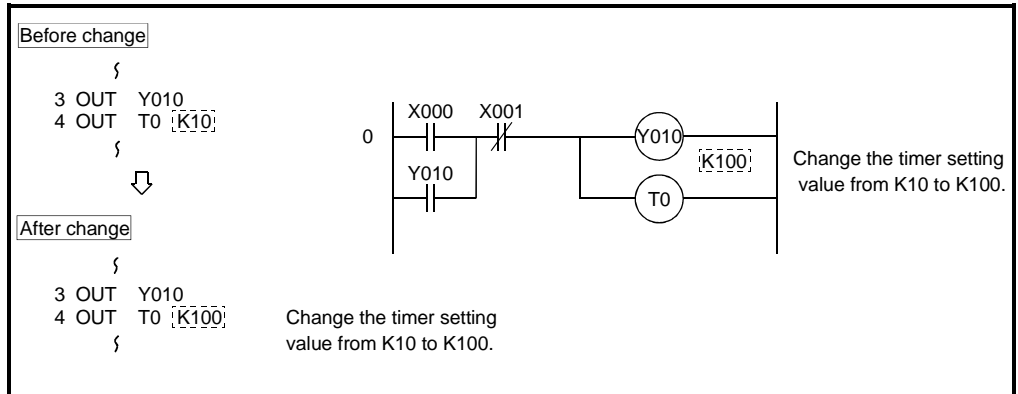 Before change
3 OUT Y010
4 OUT T0 K10
After change
3 OUT Y010
4 OUT T0 K100
Change the timer setting
value from K10 to K100.
0
X000 X001
Y010
K100
Y010
T0
Change the timer setting
value from K10 to K100.